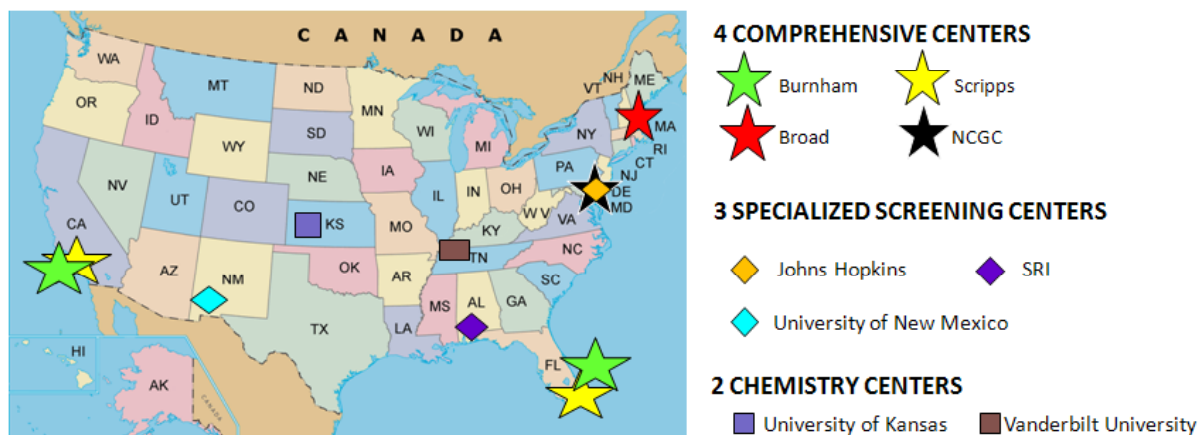 C A N A D A
WA
MT
ND
MN
OR
ID
SD
WI
WY
MI
NY
VT
NH
ME
MA
RI
CT
NJ
DE
MD
PA
IA
NE
NV
UT
CO
IL
IN
OH
WV
VA
KS
MO
KY
CA
AZ
NM
OK
AR
TN
NC
SC
MS
AL
GA
TX
LA
FL
HI
AK
CANADA
4 COMPREHENSIVE CENTERS
Burnham
Scripps
Broad
NCGC
3 SPECIALIZED SCREENING CENTERS
Johns Hopkins
SRI
University of New Mexico
2 CHEMISTRY CENTERS
University of Kansas
Vanderbilt University